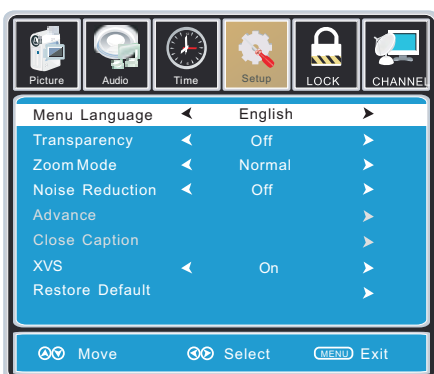 Picture Audio Time Setup LOCK CHANNEL
Menu Language English
Transparency Off
Zoom Mode Normal
Noise Reduction Off
Advance
Close Caption
XVS On
Restore Default
Move Select MENU Exit